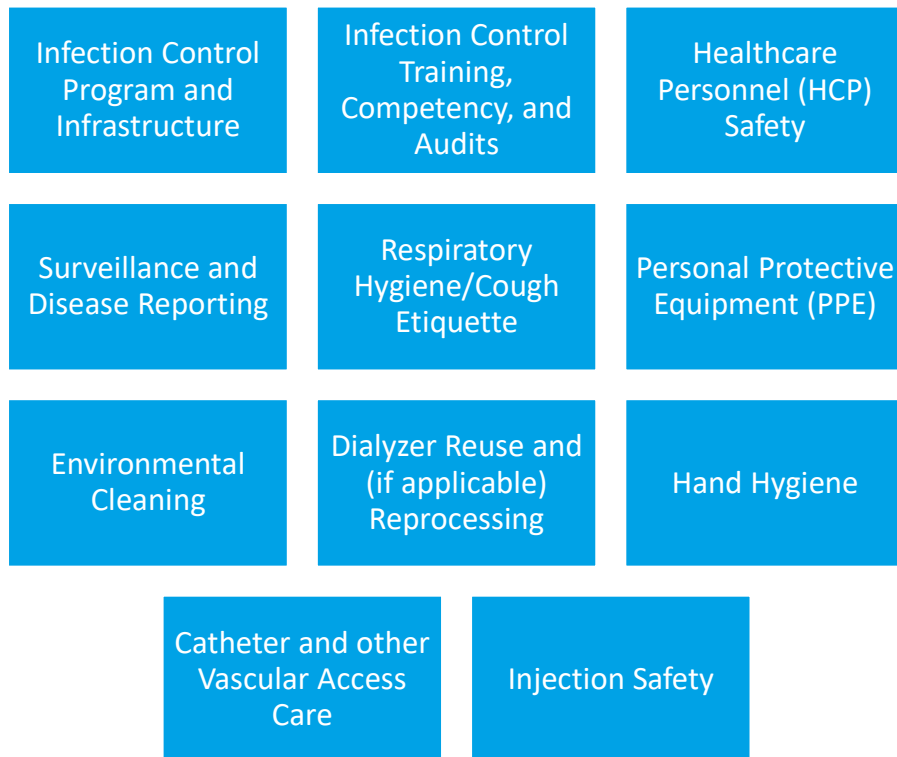 Infection Control
Program and
Infrastructure
Infection Control
Training,
Competency, and
Audits
Healthcare
Personnel (HCP)
Safety
Surveillance and
Disease Reporting
Respiratory
Hygiene/Cough
Etiquette
Personal Protective
Equipment (PPE)
Environmental
Cleaning
Dialyzer Reuse and
(if applicable)
Reprocessing
Hand Hygiene
Catheter and other
Vascular Access
Care
Injection Safety